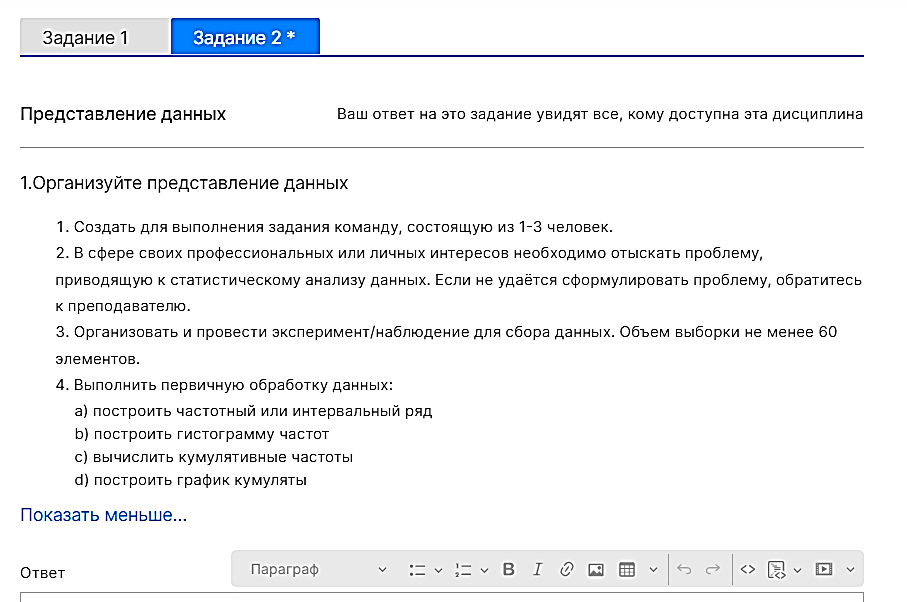 Задание 1
Задание 2 *
Представление данных
Ваш ответ на это задание увидят все, кому доступна эта дисциплина
1.Организуйте представление данных
1. Создать для выполнения задания команду, состоящую из 1-3 человек.
2. В сфере своих профессиональных или личных интересов необходимо отыскать проблему,
приводящую к статистическому анализу данных. Если не удаётся сформулировать проблему, обратитесь
к преподавателю.
3. Организовать и провести эксперимент/наблюдение для сбора данных. Объем выборки не менее 60
элементов.
4. Выполнить первичную обработку данных:
a) построить частотный или интервальный ряд
b) построить гистограмму частот
c) вычислить кумулятивные частоты
d) построить график кумуляты
Показать меньше...
Ответ
Параграф
B I